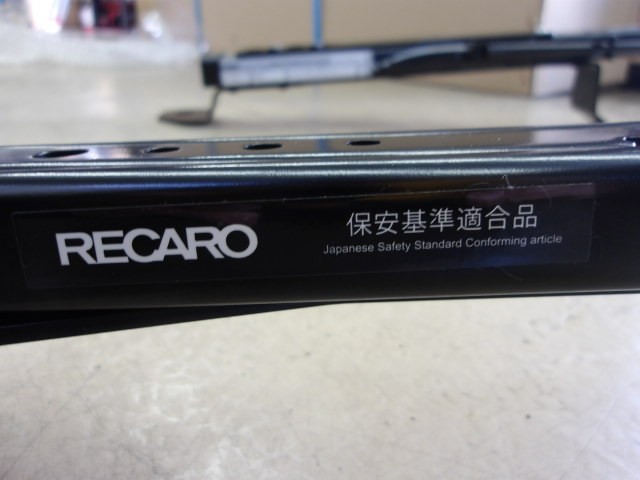 RECARO
保安基準適合品
Japanese Safety Standard Conforming article